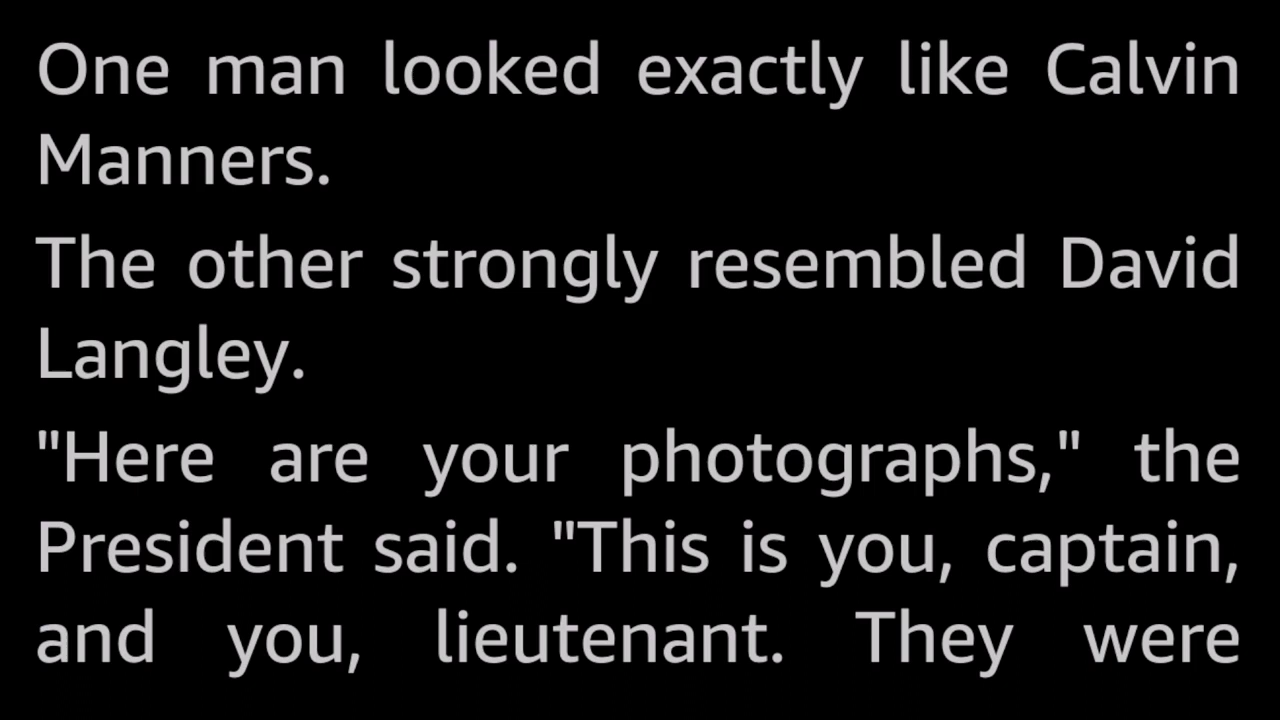 One man looked exactly like Calvin
Manners.
The other strongly resembled David
Langley.
"Here are your photographs," the
President said. "This is you, captain,
and you, lieutenant. They were